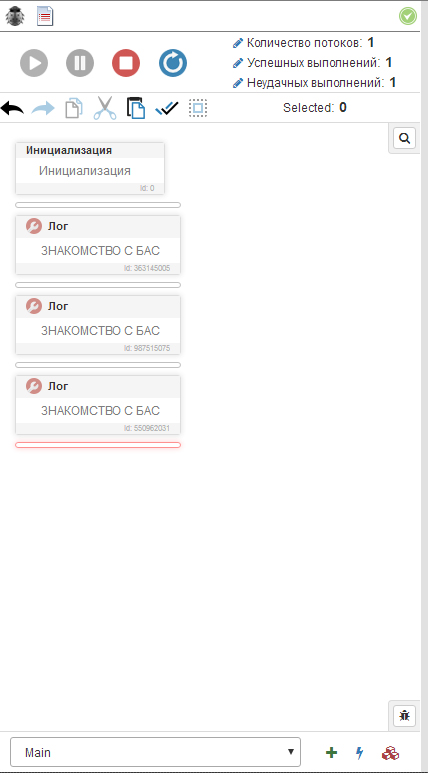 Количество потоков: 1
Успешных выполнений: 1
Неудачных выполнений: 1
Selected: 0
Инициализация
Инициализация
Id: 0
Лог
ЗНАКОМСТВО С БАС
Id: 363145005
Лог
ЗНАКОМСТВО С БАС
Id: 987515075
Лог
ЗНАКОМСТВО С БАС
Id: 550962031
Main